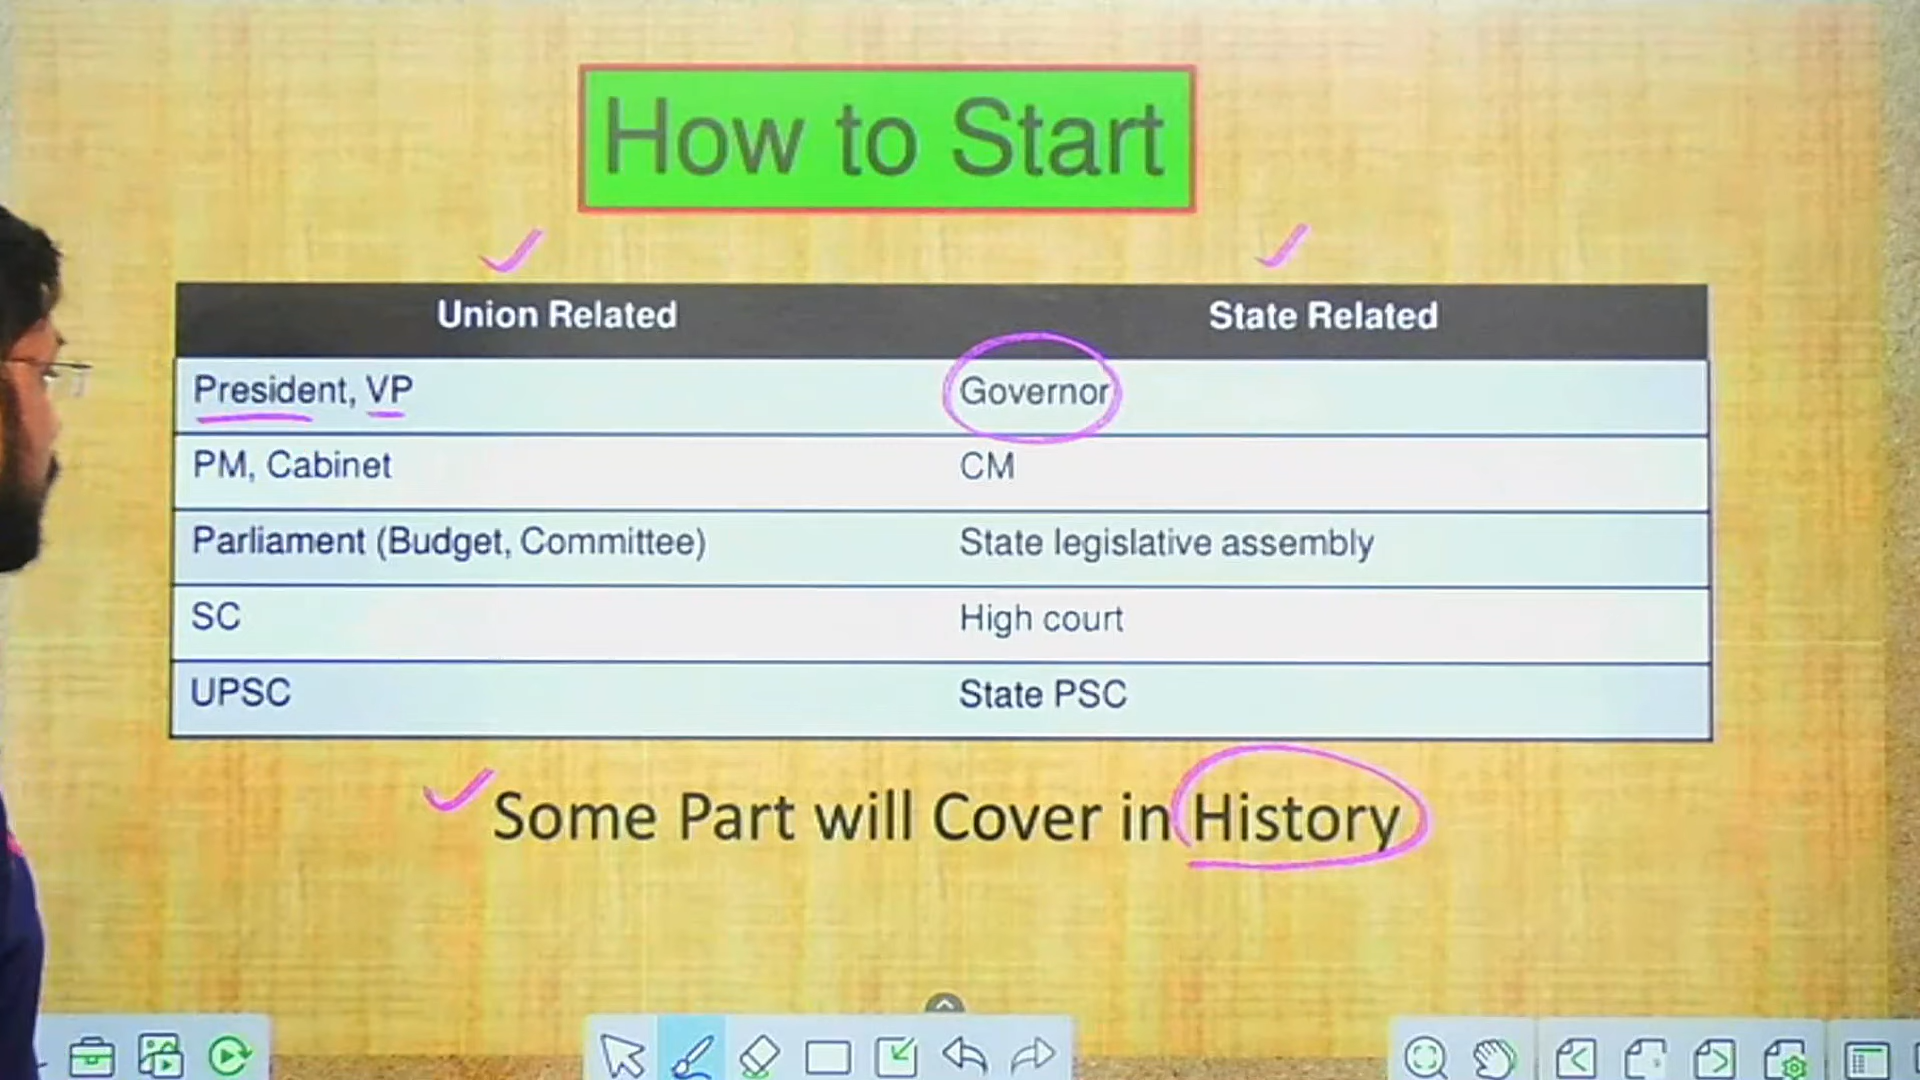 How to Start
Union Related State Related
President, VP Governor
PM, Cabinet CM
Parliament (Budget, Committee) State legislative assembly
SC High court
UPSC State PSC
Some Part will Cover in History